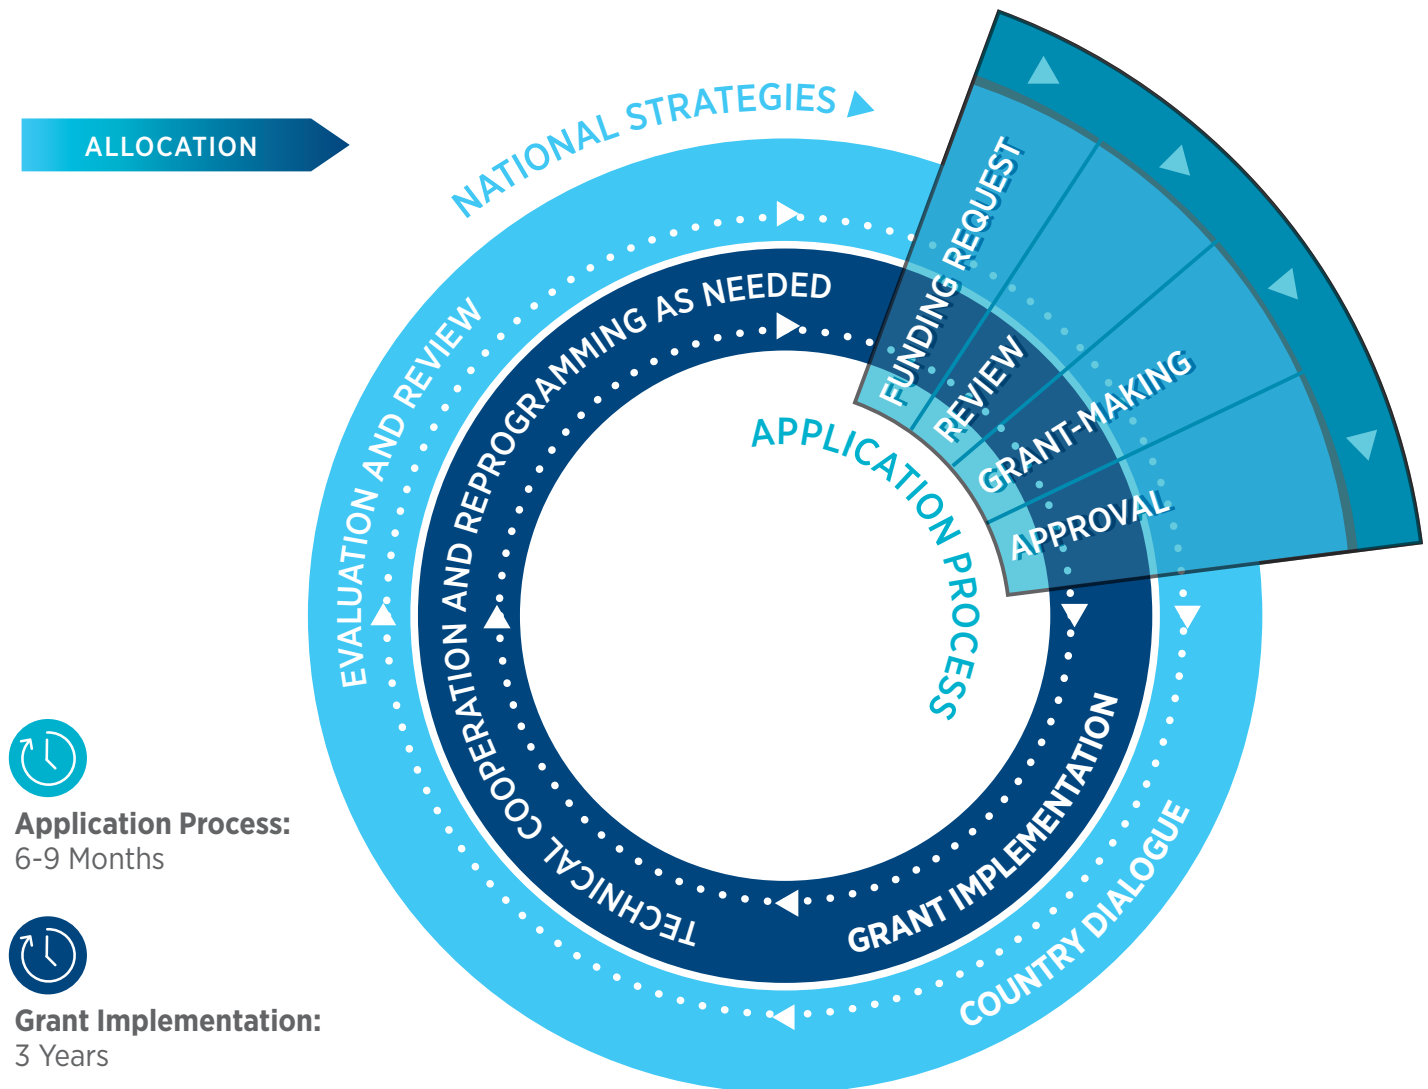 ALLOCATION
NATIONAL STRATEGIES
EVALUATION AND REVIEW
TECHNICAL COOPERATION AND REPROGRAMMING AS NEEDED
FUNDING REQUEST
REVIEW
GRANT-MAKING
APPROVAL
APPLICATION PROCESS
GRANT IMPLEMENTATION
COUNTRY DIALOGUE
Application Process:
6-9 Months
Grant Implementation:
3 Years